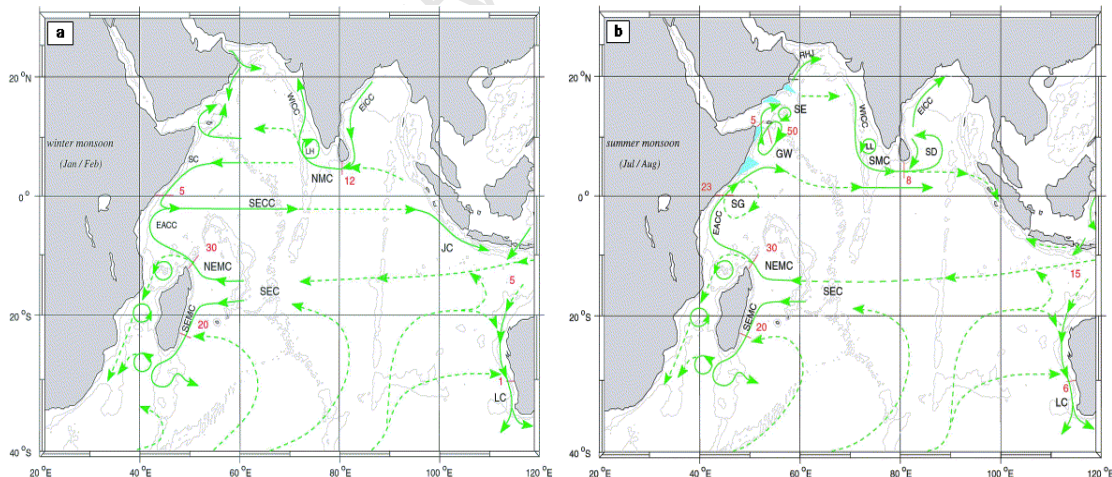 a
winter monsoon
(Jan / Feb)
20 °N
0 °
20 °S
40 °S
20 °E
40 °E
60 °E
80 °E
100 °E
120 °E
WICC
EICC
LH
SC
NMC
12
5
SECC
EACC
JC
30
NEMC
SEC
5
SEMC
20
1
LC
b
summer monsoon
(Jul / Aug)
20 °N
0 °
20 °S
40 °S
20 °E
40 °E
60 °E
80 °E
100 °E
120 °E
RHJ
SE
5
50
GW
WICC
EICC
LL
SMC
SD
8
23
SG
EACC
30
NEMC
SEC
15
SEMC
20
6
LC